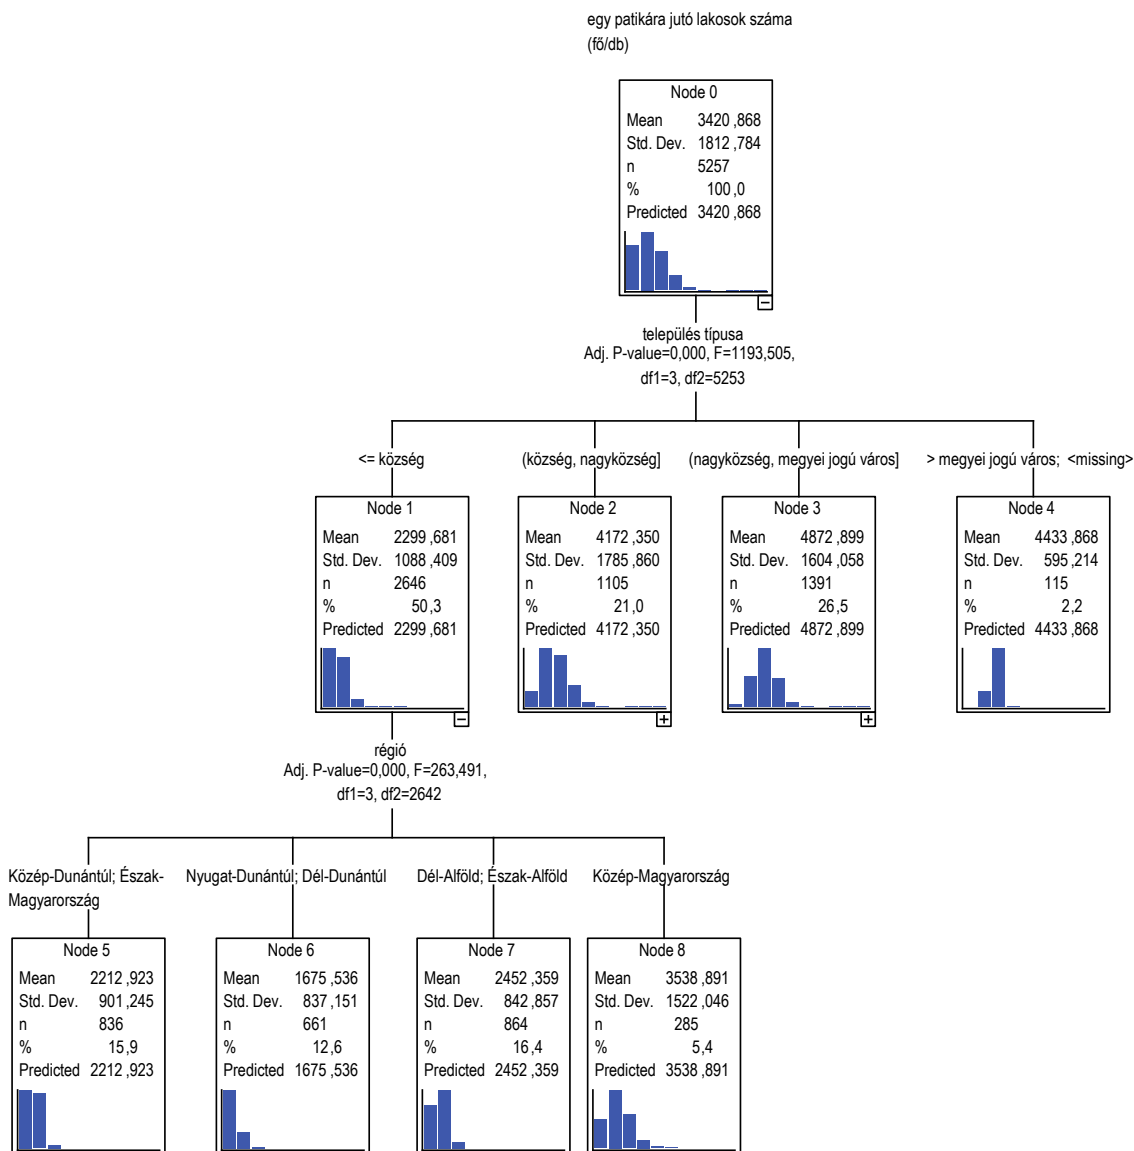 egy patikára jutó lakosok száma
(fő/db)
Node 0
Mean 3420 ,868
Std. Dev. 1812 ,784
n 5257
% 100 ,0
Predicted 3420 ,868
település típusa
Adj. P-value=0,000, F=1193,505,
df1=3, df2=5253
<= község
(község, nagyközség]
(nagyközség, megyei jogú város]
> megyei jogú város; <missing>
Node 1
Mean 2299 ,681
Std. Dev. 1088 ,409
n 2646
% 50 ,3
Predicted 2299 ,681
Node 2
Mean 4172 ,350
Std. Dev. 1785 ,860
n 1105
% 21 ,0
Predicted 4172 ,350
Node 3
Mean 4872 ,899
Std. Dev. 1604 ,058
n 1391
% 26 ,5
Predicted 4872 ,899
Node 4
Mean 4433 ,868
Std. Dev. 595 ,214
n 115
% 2 ,2
Predicted 4433 ,868
régió
Adj. P-value=0,000, F=263,491,
df1=3, df2=2642
Közép-Dunántúl; Észak-
Magyarország
Nyugat-Dunántúl; Dél-Dunántúl
Dél-Alföld; Észak-Alföld
Közép-Magyarország
Node 5
Mean 2212 ,923
Std. Dev. 901 ,245
n 836
% 15 ,9
Predicted 2212 ,923
Node 6
Mean 1675 ,536
Std. Dev. 837 ,151
n 661
% 12 ,6
Predicted 1675 ,536
Node 7
Mean 2452 ,359
Std. Dev. 842 ,857
n 864
% 16 ,4
Predicted 2452 ,359
Node 8
Mean 3538 ,891
Std. Dev. 1522 ,046
n 285
% 5 ,4
Predicted 3538 ,891